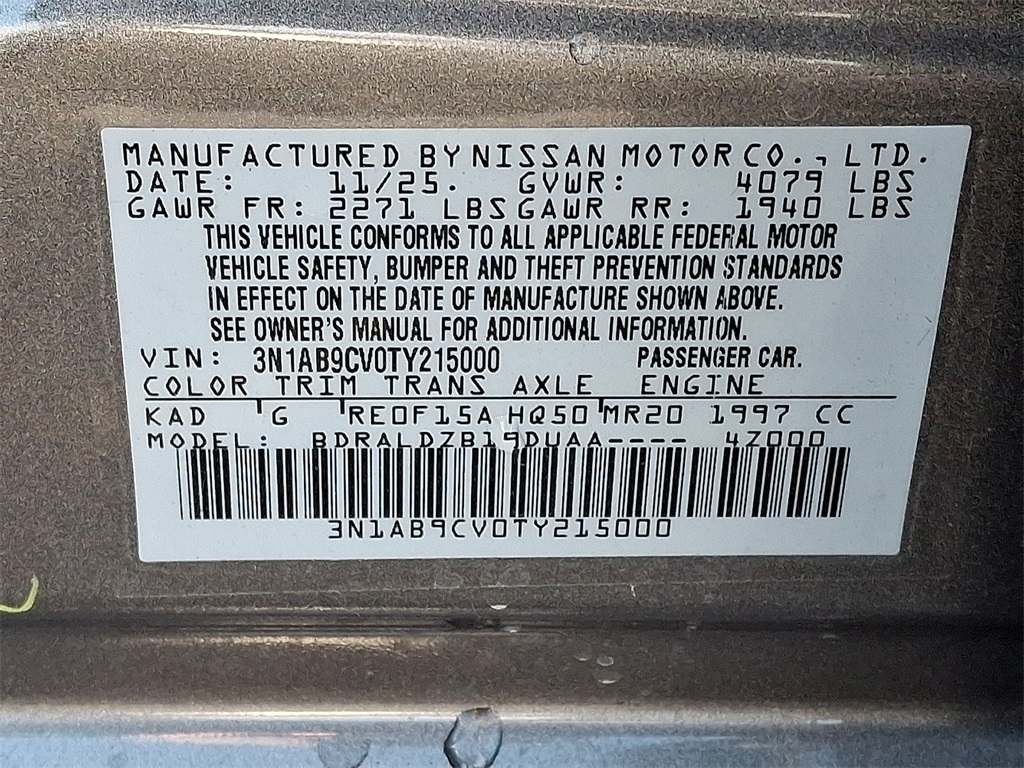 MANUFACTURED BY NISSAN MOTOR CO., LTD.
DATE: 11/25. GVWR: 4079 LBS
GAWR FR: 2271 LBS GAWR RR: 1940 LBS
THIS VEHICLE CONFORMS TO ALL APPLICABLE FEDERAL MOTOR
VEHICLE SAFETY, BUMPER AND THEFT PREVENTION STANDARDS
IN EFFECT ON THE DATE OF MANUFACTURE SHOWN ABOVE.
SEE OWNER'S MANUAL FOR ADDITIONAL INFORMATION.
VIN: 3N1AB9CV0TY215000 PASSENGER CAR.
COLOR TRIM TRANS AXLE ENGINE
KAD G RE0F15A HQ50 MR20 1997 CC
MODEL: BDRALDZB19DUAA---- 4Z000
3N1AB9CV0TY215000